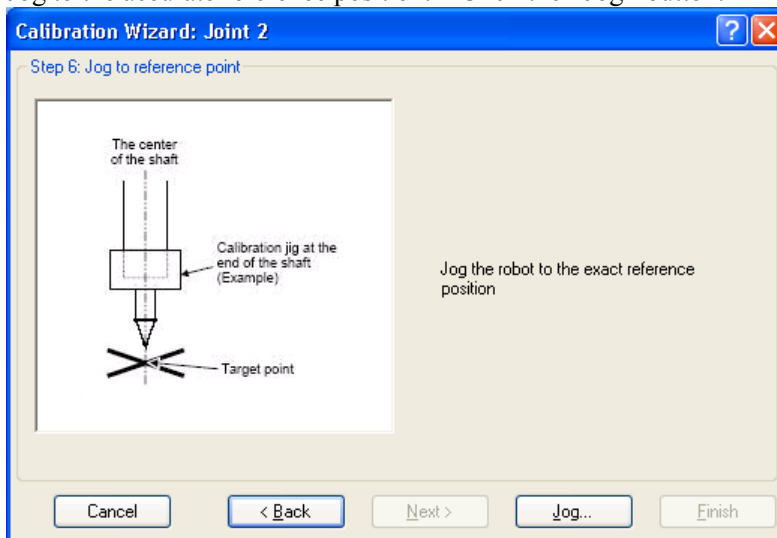 Calibration Wizard: Joint 2
Step 6: Jog to reference point
The center
of the shaft
Calibration jig at the
end of the shaft
(Example)
Target point
Jog the robot to the exact reference
position
Cancel
< Back
Next >
Jog...
Finish